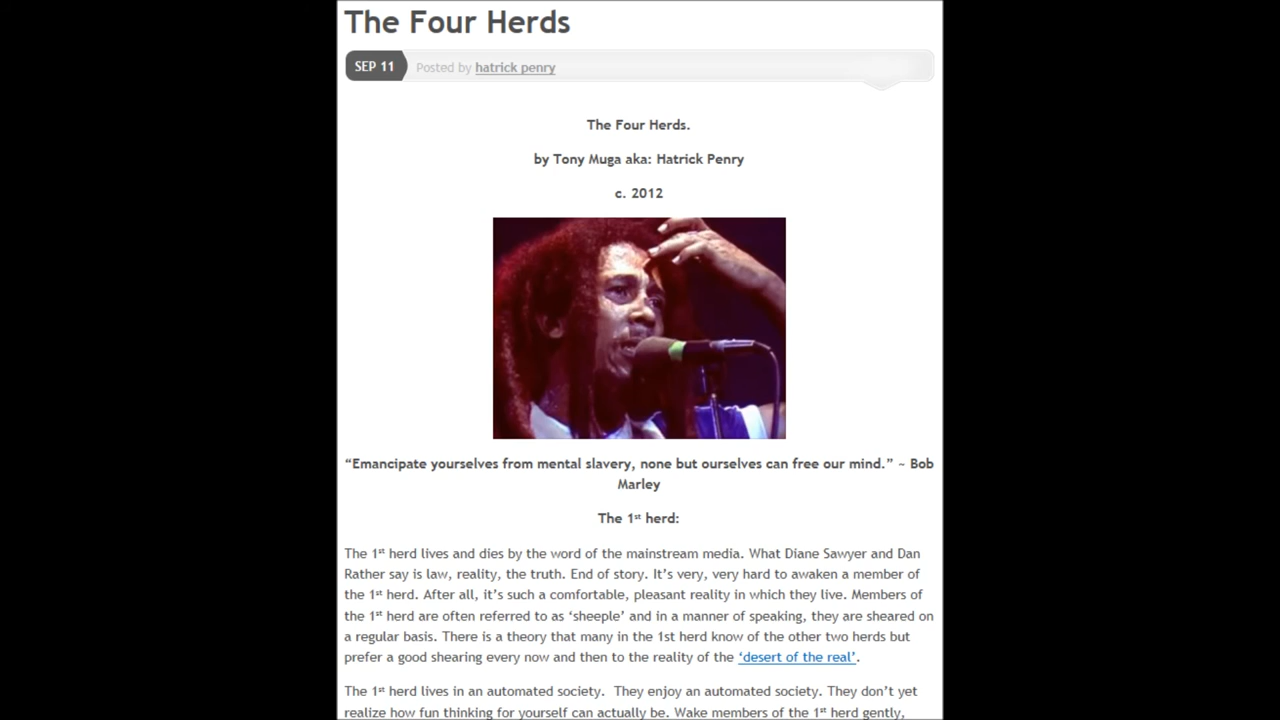 The Four Herds
SEP 11 Posted by hatrick penry
The Four Herds.
by Tony Muga aka: Hatrick Penry
c. 2012
“Emancipate yourselves from mental slavery, none but ourselves can free our mind.” ~ Bob
Marley
The 1st herd:
The 1st herd lives and dies by the word of the mainstream media. What Diane Sawyer and Dan
Rather say is law, reality, the truth. End of story. It’s very, very hard to awaken a member of
the 1st herd. After all, it’s such a comfortable, pleasant reality in which they live. Members of
the 1st herd are often referred to as ‘sheeple’ and in a manner of speaking, they are sheared on
a regular basis. There is a theory that many in the 1st herd know of the other two herds but
prefer a good shearing every now and then to the reality of the ‘desert of the real’.
The 1st herd lives in an automated society.  They enjoy an automated society. They don’t yet
realize how fun thinking for yourself can actually be. Wake members of the 1st herd gently,